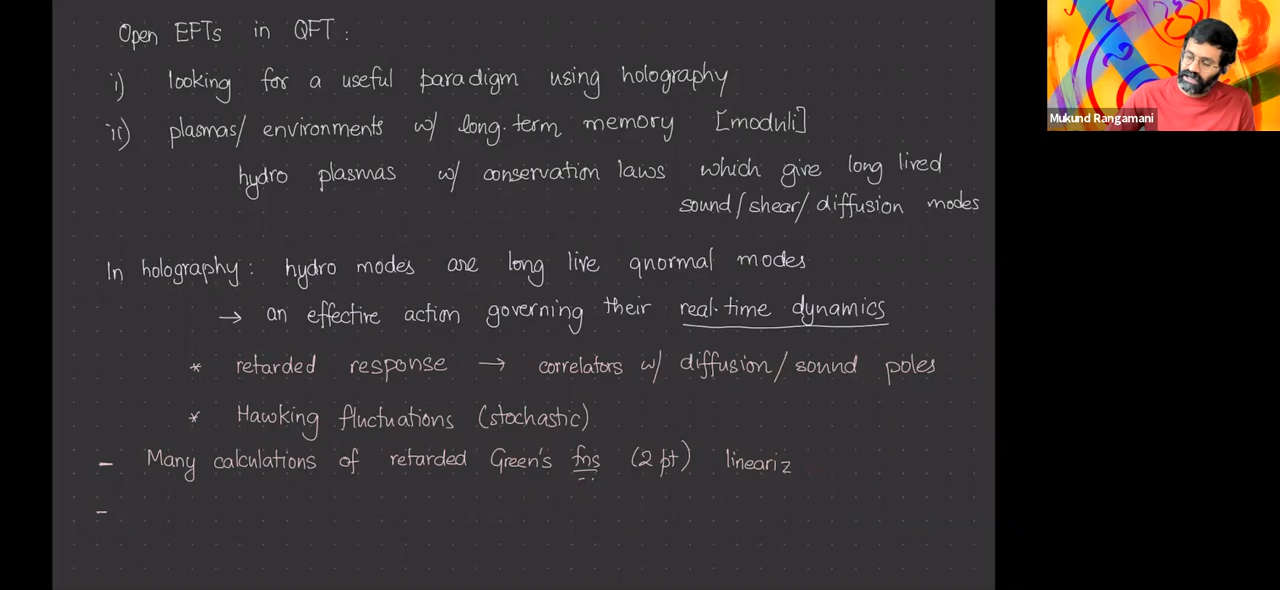 Open EFTs in QFT:
i) looking for a useful paradigm using holography
ii) plasmas/environments w/ long-term memory [moduli]
hydro plasmas w/ conservation laws which give long lived
sound/shear/diffusion modes
In holography: hydro modes are long live qnormal modes
→ an effective action governing their real-time dynamics
* retarded response → correlators w/ diffusion/sound poles
* Hawking fluctuations (stochastic)
- Many calculations of retarded Green's fns (2 pt) lineariz
-
Mukund Rangamani